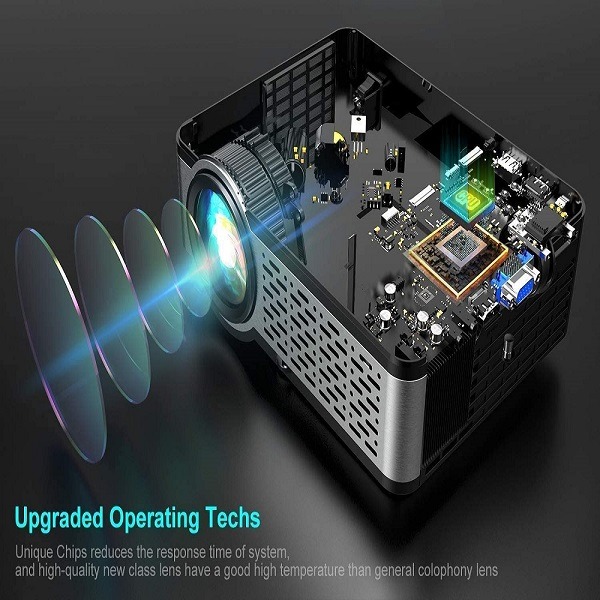 Upgraded Operating Techs
Unique Chips reduces the response time of system,
and high-quality new class lens have a good high temperature than general colophony lens